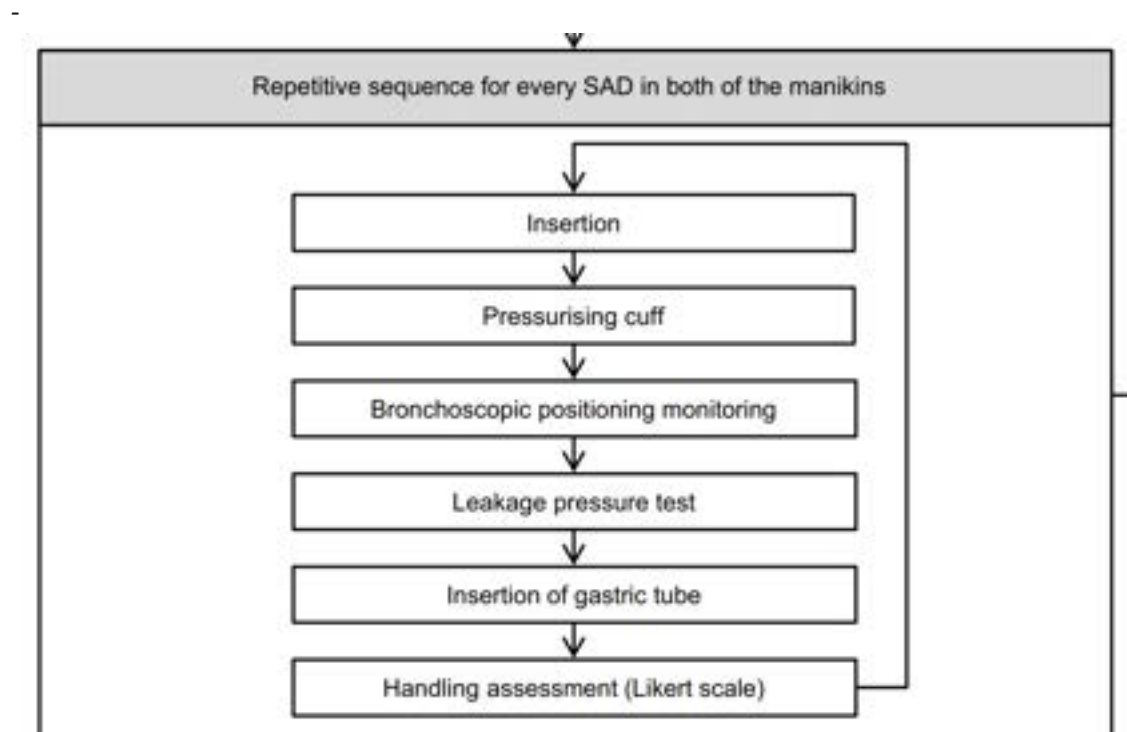 Repetitive sequence for every SAD in both of the manikins
Insertion
Pressurising cuff
Bronchoscopic positioning monitoring
Leakage pressure test
Insertion of gastric tube
Handling assessment (Likert scale)